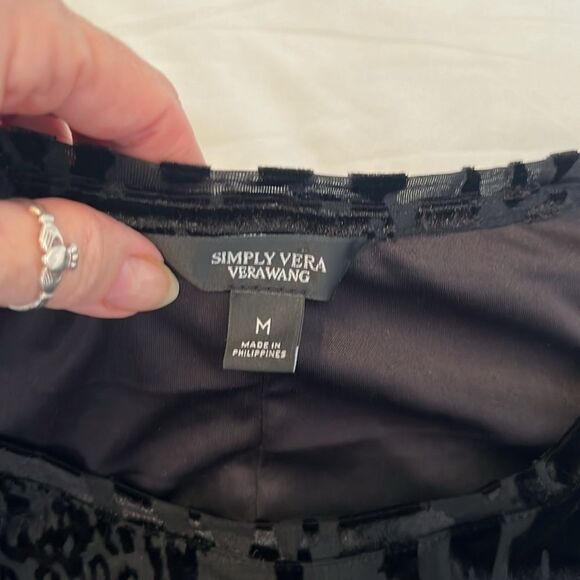 SIMPLY VERA
VERAWANG
M
MADE IN
PHILIPPINES